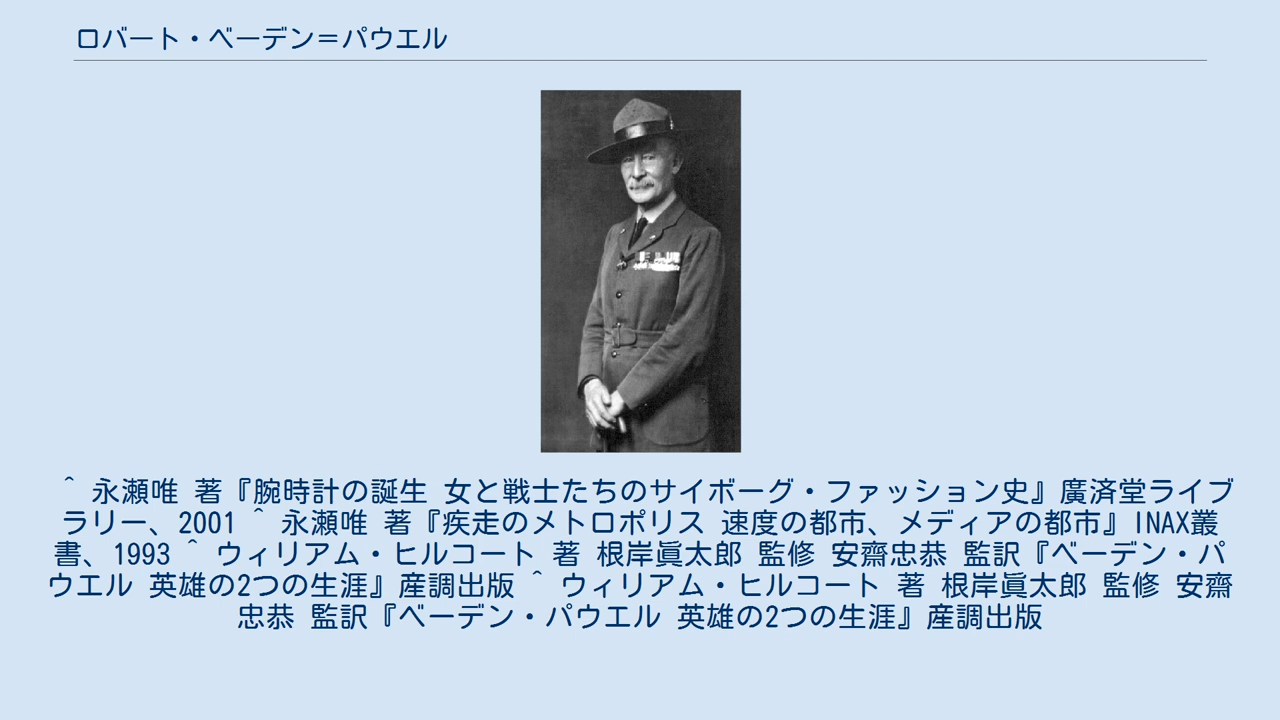 ロバート・ベーデン＝パウエル
^ 永瀬唯 著『腕時計の誕生 女と戦士たちのサイボーグ・ファッション史』廣済堂ライブ
ラリー、2001 ^ 永瀬唯 著『疾走のメトロポリス 速度の都市、メディアの都市』INAX叢
書、1993 ^ ウィリアム・ヒルコート 著 根岸眞太郎 監修 安齋忠恭 監訳『ベーデン・パ
ウエル 英雄の2つの生涯』産調出版 ^ ウィリアム・ヒルコート 著 根岸眞太郎 監修 安齋
忠恭 監訳『ベーデン・パウエル 英雄の2つの生涯』産調出版